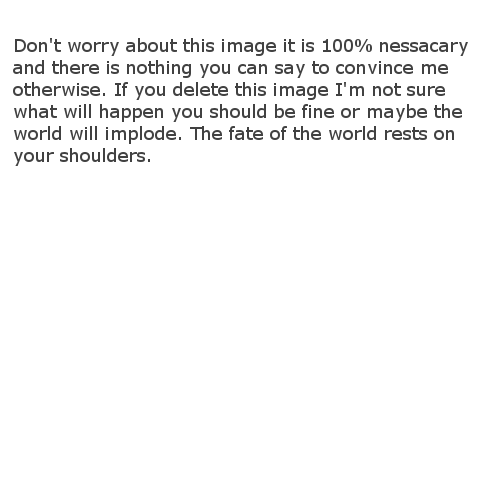 Don't worry about this image it is 100% nessacary
and there is nothing you can say to convince me
otherwise. If you delete this image I'm not sure
what will happen you should be fine or maybe the
world will implode. The fate of the world rests on
your shoulders.